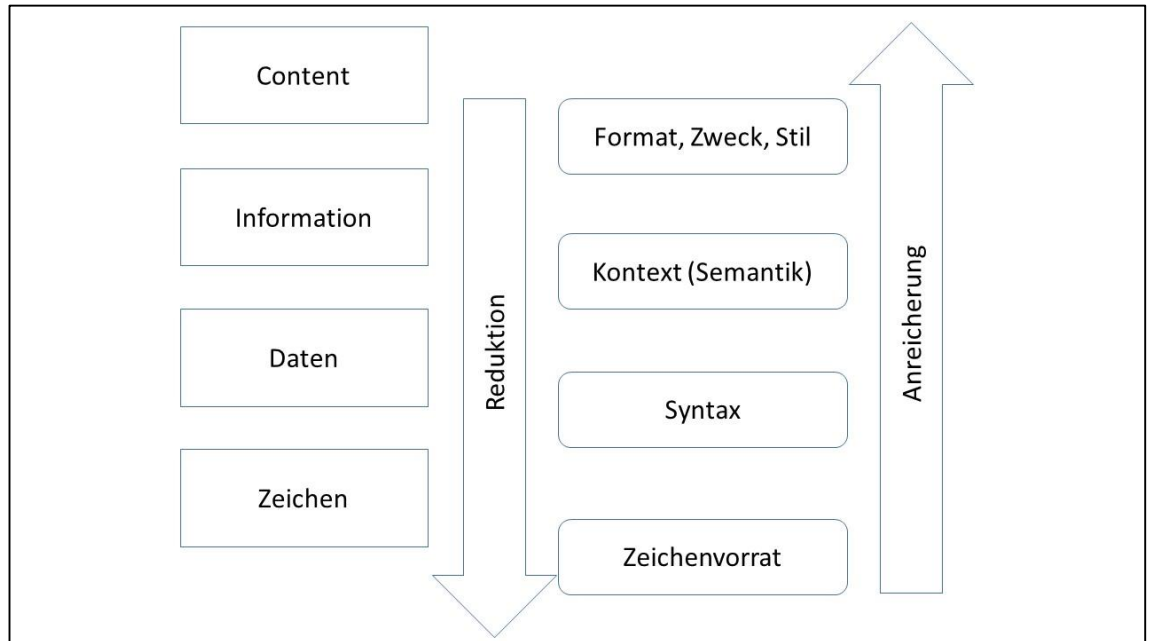 Content
Information
Daten
Zeichen
Reduktion
Format, Zweck, Stil
Kontext (Semantik)
Syntax
Zeichenvorrat
Anreicherung